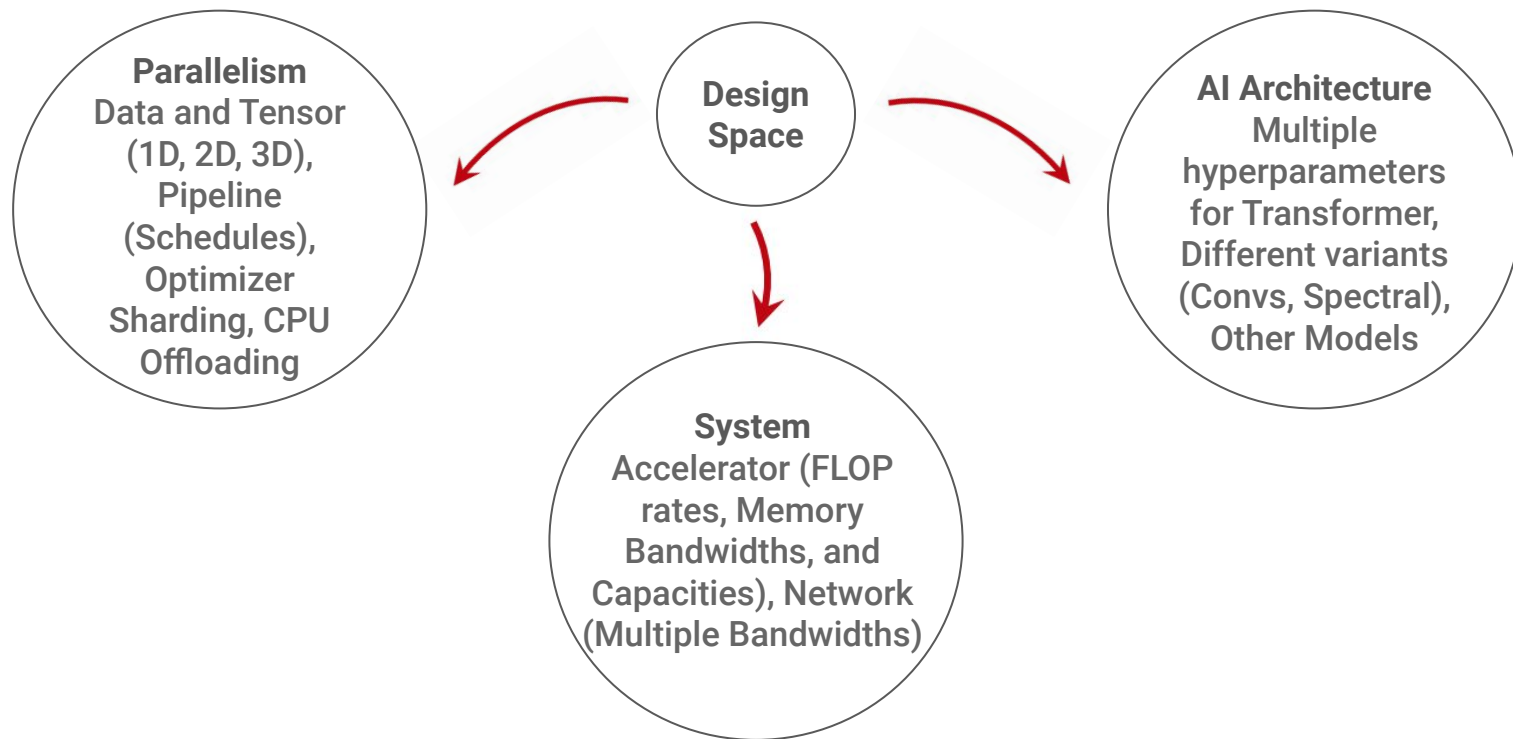 Parallelism
Data and Tensor
(1D, 2D, 3D),
Pipeline
(Schedules),
Optimizer
Sharding, CPU
Offloading
Design
Space
AI Architecture
Multiple
hyperparameters
for Transformer,
Different variants
(Convs, Spectral),
Other Models
System
Accelerator (FLOP
rates, Memory
Bandwidths, and
Capacities), Network
(Multiple Bandwidths)